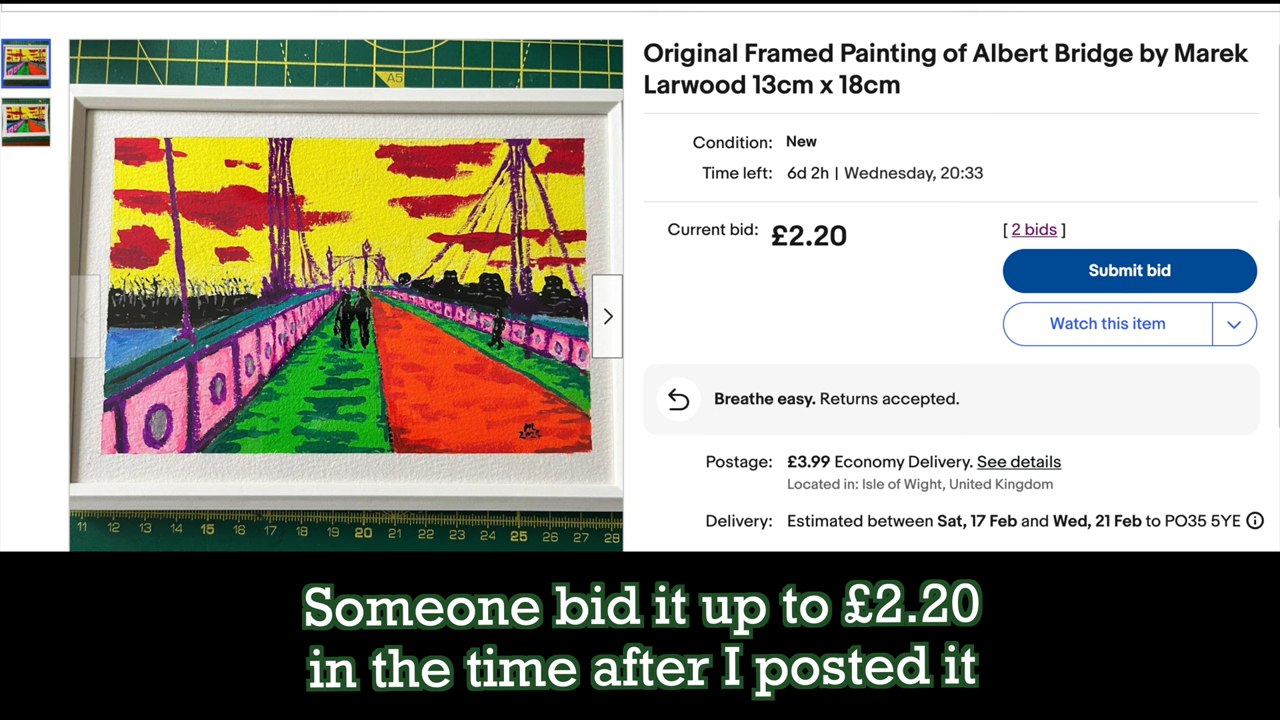 Original Framed Painting of Albert Bridge by Marek
Larwood 13cm x 18cm
Condition: New
Time left: 6d 2h | Wednesday, 20:33
Current bid: £2.20 [ 2 bids ]
Submit bid
Watch this item
Breathe easy. Returns accepted.
Postage: £3.99 Economy Delivery. See details
Located in: Isle of Wight, United Kingdom
Delivery: Estimated between Sat, 17 Feb and Wed, 21 Feb to PO35 5YE
A5
ML
11 12 13 14 15 16 17 18 19 20 21 22 23 24 25 26 27 28
Someone bid it up to £2.20
in the time after I posted it